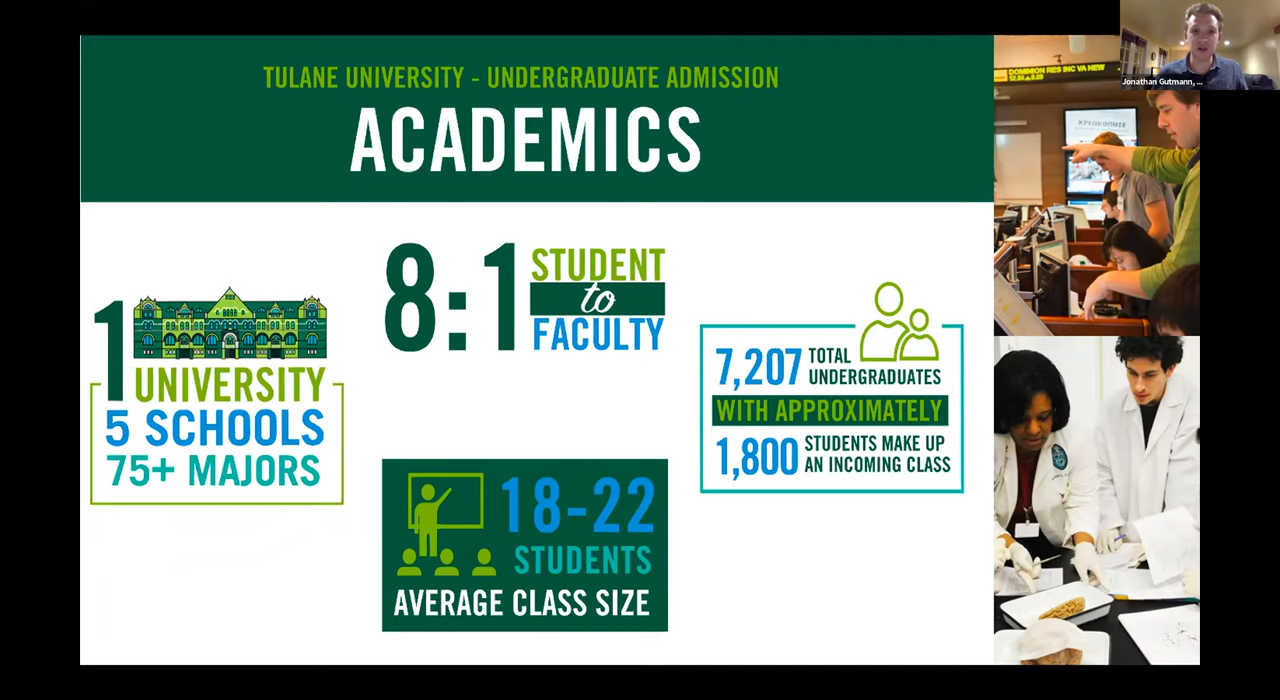 TULANE UNIVERSITY - UNDERGRADUATE ADMISSION
ACADEMICS
1
UNIVERSITY
5 SCHOOLS
75+ MAJORS
8:1
STUDENT
to
FACULTY
18-22
STUDENTS
AVERAGE CLASS SIZE
7,207 TOTAL
UNDERGRADUATES
WITH APPROXIMATELY
1,800 STUDENTS MAKE UP
AN INCOMING CLASS
DOMINION RES INC VA NEW
Jonathan Gutmann, ...